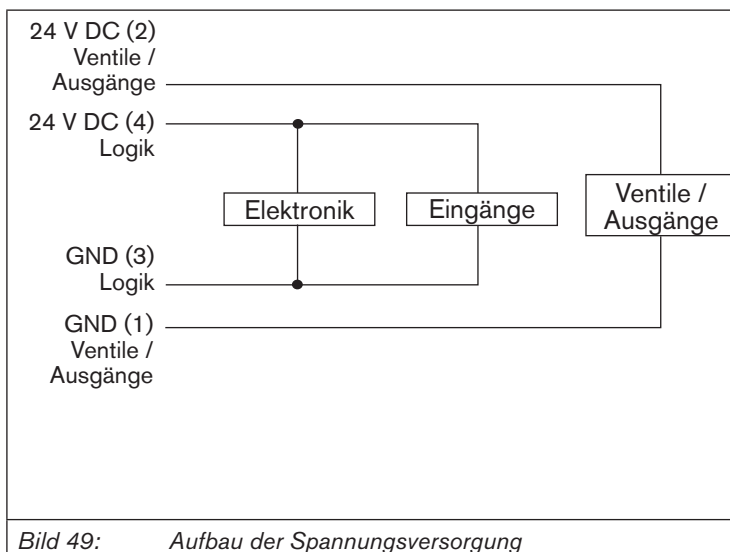 24 V DC (2)
Ventile /
Ausgänge
24 V DC (4)
Logik
Elektronik
Eingänge
Ventile /
Ausgänge
GND (3)
Logik
GND (1)
Ventile /
Ausgänge
Bild 49: Aufbau der Spannungsversorgung